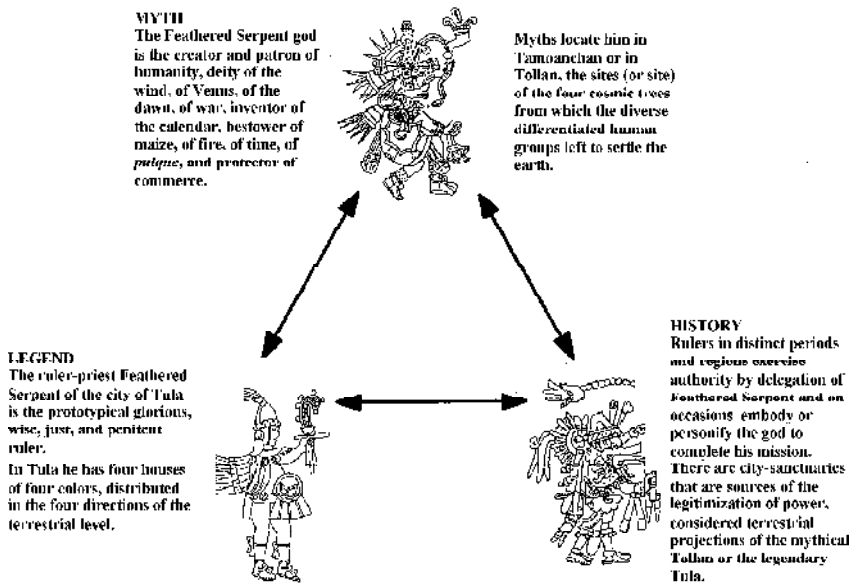 MYTH
The Feathered Serpent god
is the creator and patron of
humanity, deity of the
wind, of Venus, of the
dawn, of war, inventor of
the calendar, bestower of
maize, of fire, of time, of
pulque, and protector of
commerce.
Myths locate him in
Tamoanchan or in
Tollan, the sites (or site)
of the four cosmic trees
from which the diverse
differentiated human
groups left to settle the
earth.
LEGEND
The ruler-priest Feathered
Serpent of the city of Tula
is the prototypical glorious,
wise, just, and penitent
ruler.
In Tula he has four houses
of four colors, distributed
in the four directions of the
terrestrial level.
HISTORY
Rulers in distinct periods
and regions exercise
authority by delegation of
Feathered Serpent and on
occasions embody or
personify the god to
complete his mission.
There are city-sanctuaries
that are sources of the
legitimization of power,
considered terrestrial
projections of the mythical
Tollan or the legendary
Tula.